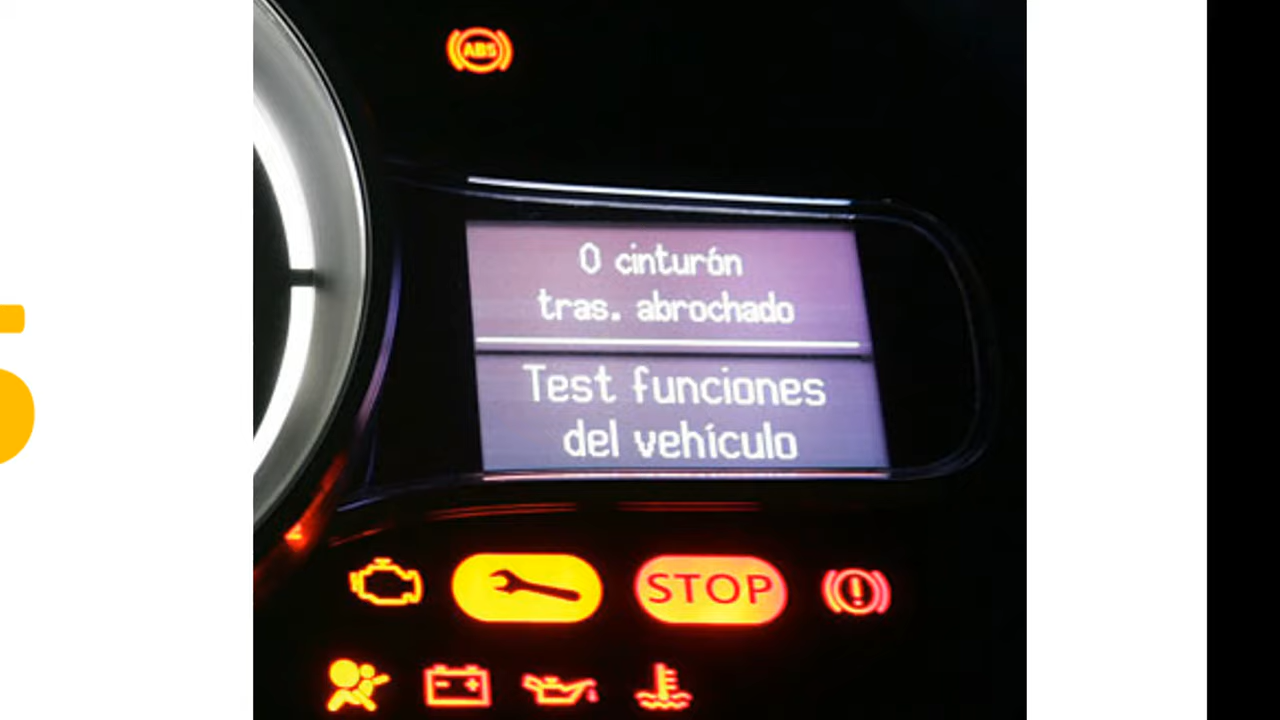 ABS
0 cinturón
tras. abrochado
Test funciones
del vehículo
STOP